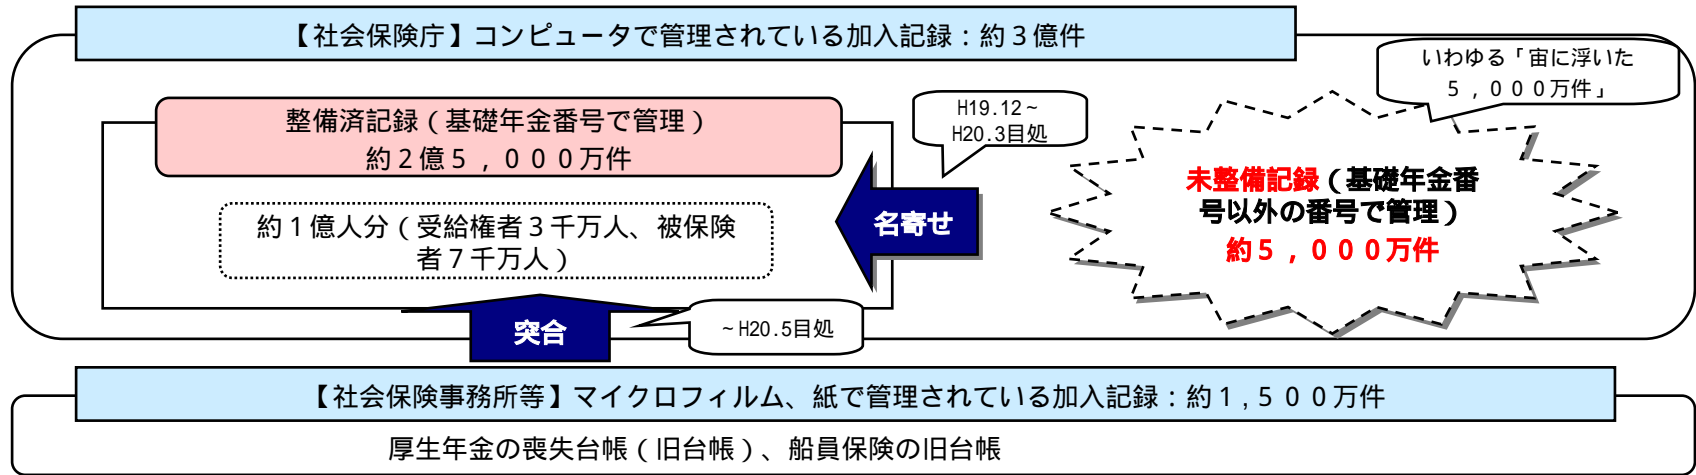 【社会保険庁】コンピュータで管理されている加入記録：約３億件
いわゆる「宙に浮いた
５，０００万件」
整備済記録（基礎年金番号で管理）
約２億５，０００万件
H19.12～
H20.3目処
未整備記録（基礎年金番
号以外の番号で管理）
約５，０００万件
約１億人分（受給権者３千万人、被保険
者７千万人）
名寄せ
突合
～H20.5目処
【社会保険事務所等】マイクロフィルム、紙で管理されている加入記録：約１,５００万件
厚生年金の喪失台帳（旧台帳）、船員保険の旧台帳